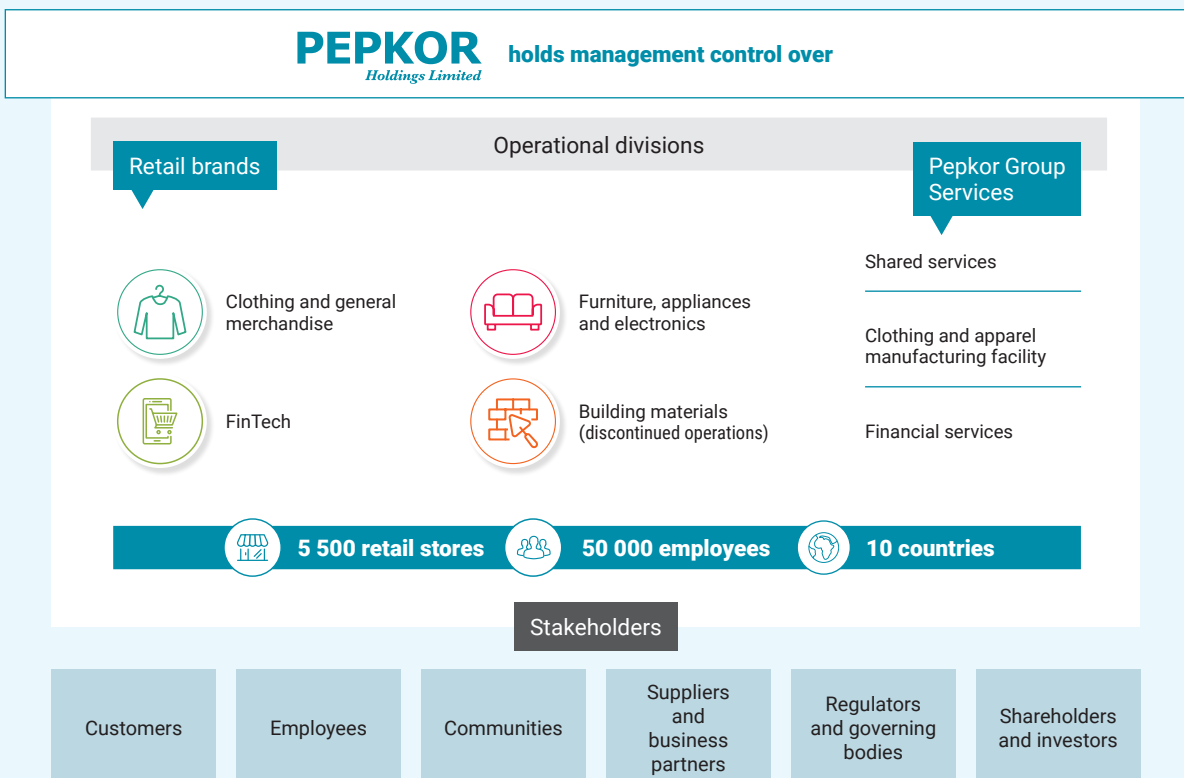 PEPKOR
Holdings Limited
holds management control over
Operational divisions
Retail brands
Pepkor Group
Services
Clothing and general
merchandise
Furniture, appliances
and electronics
FinTech
Building materials
(discontinued operations)
Shared services
Clothing and apparel
manufacturing facility
Financial services
5 500 retail stores
50 000 employees
10 countries
Stakeholders
Customers
Employees
Communities
Suppliers
and
business
partners
Regulators
and governing
bodies
Shareholders
and investors